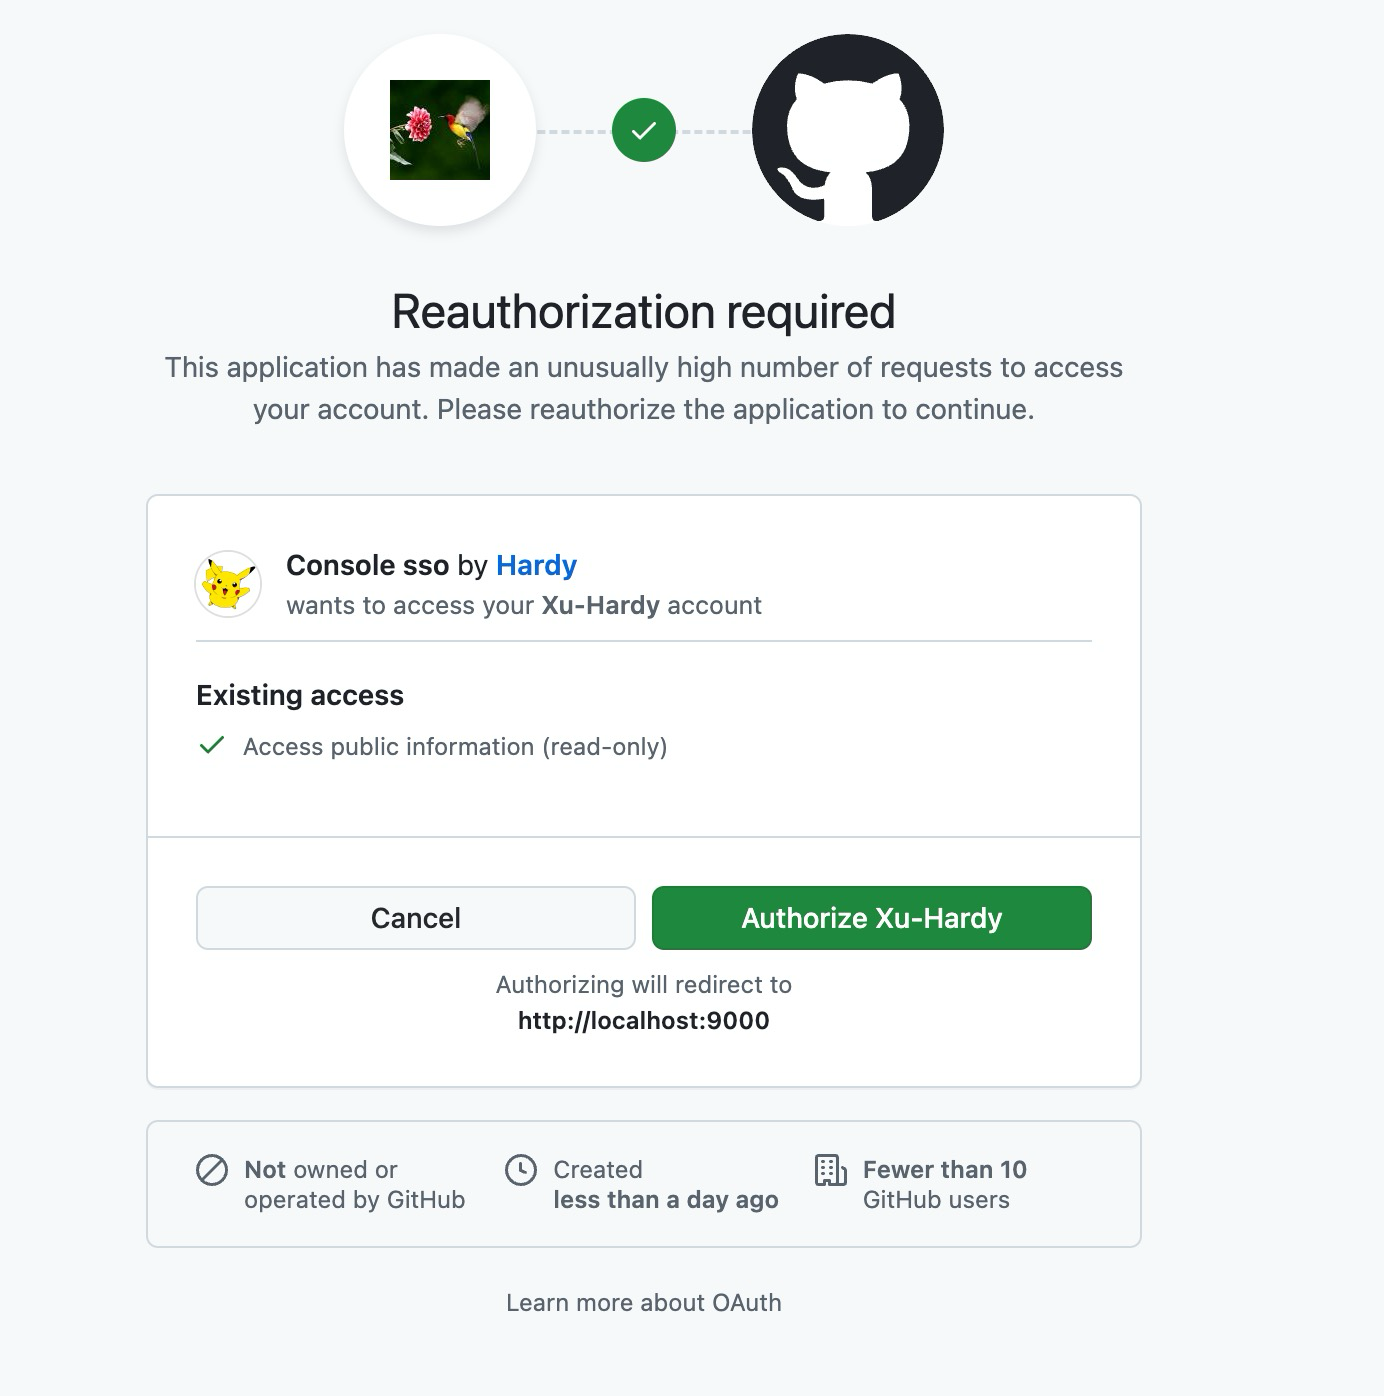 Reauthorization required
This application has made an unusually high number of requests to access
your account. Please reauthorize the application to continue.
Console sso by Hardy
wants to access your Xu-Hardy account
Existing access
Access public information (read-only)
Cancel
Authorize Xu-Hardy
Authorizing will redirect to
http://localhost:9000
Not owned or
operated by GitHub
Created
less than a day ago
Fewer than 10
GitHub users
Learn more about OAuth